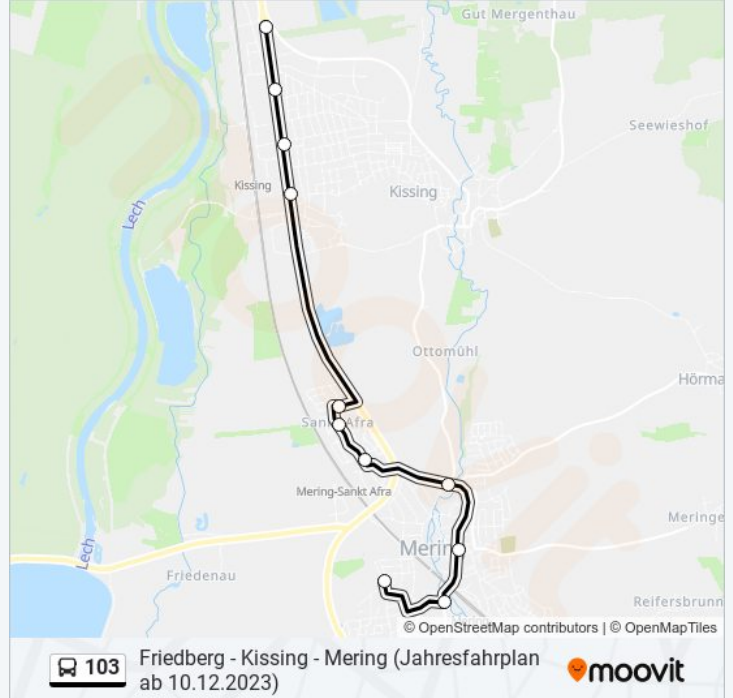 Gut Mergenthau
Seewieshof
Kissing
Kissing
Lech
Ottomühl
Hörma
Sankt Afra
Mering-Sankt Afra
Meringe
Mering
Lech
Friedenau
Reifersbrunn
© OpenStreetMap contributors | © OpenMapTiles
103
Friedberg - Kissing - Mering (Jahresfahrplan
ab 10.12.2023)
moovit